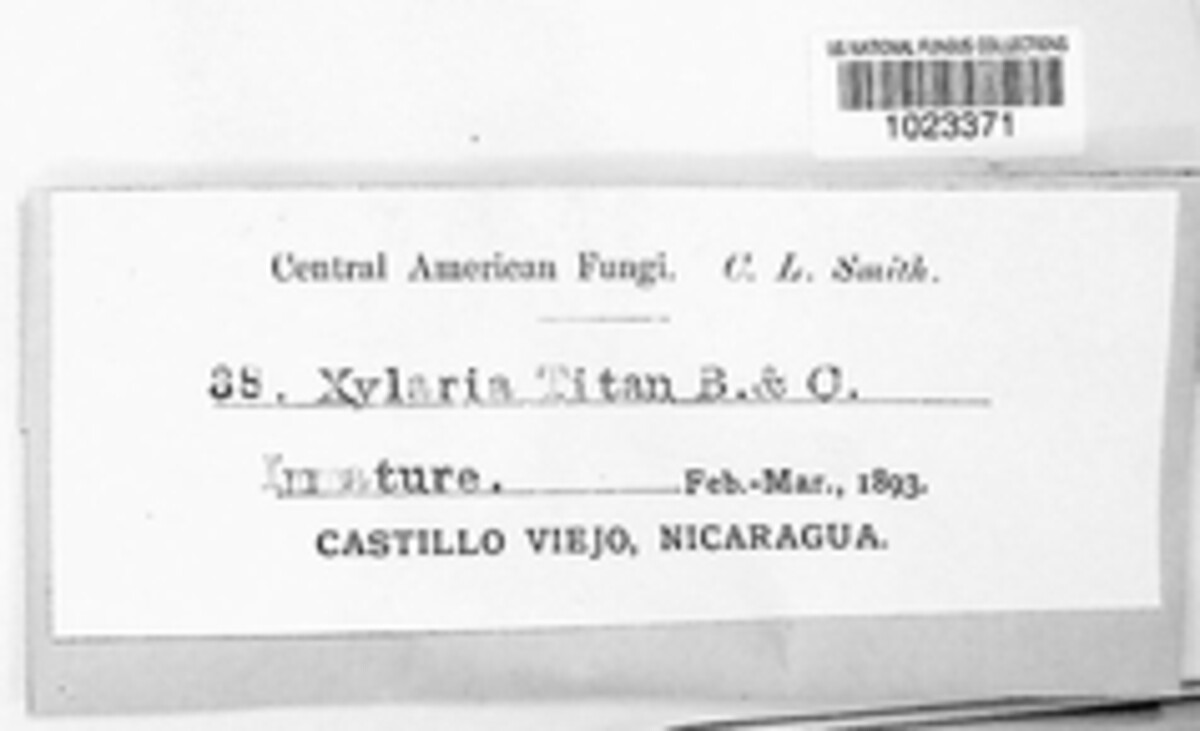 US NATIONAL FUNGUS COLLECTIONS
1023371
Central American Fungi. C. L. Smith.
38. Xylaria Titan B.& C.
Immature. Feb.-Mar., 1893.
CASTILLO VIEJO, NICARAGUA.